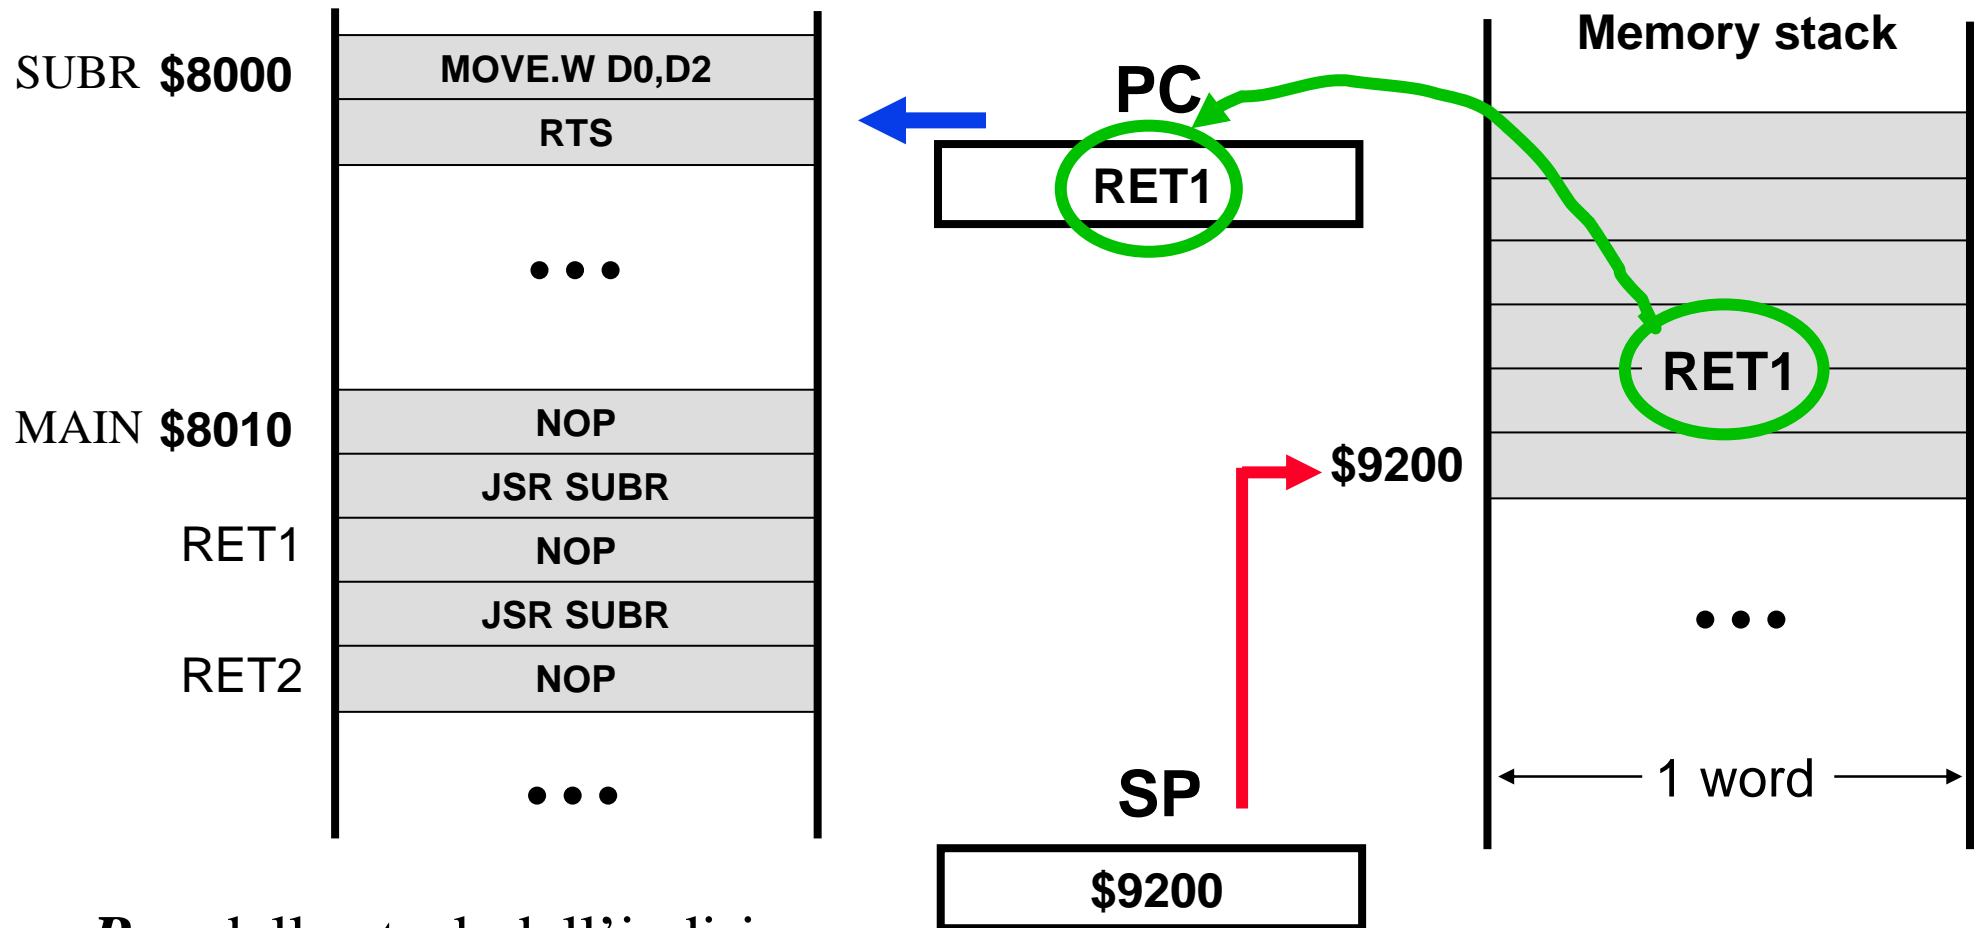 SUBR $8000
MOVE.W D0,D2
RTS
•••
MAIN $8010
NOP
JSR SUBR
RET1
NOP
JSR SUBR
RET2
NOP
•••
PC
RET1
SP
$9200
Memory stack
RET1
$9200
•••
1 word